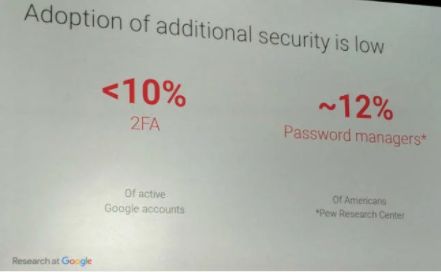 Adoption of additional security is low
<10%
2FA
~12%
Password managers*
Of active
Google accounts
Of Americans
*Pew Research Center
Research at Google